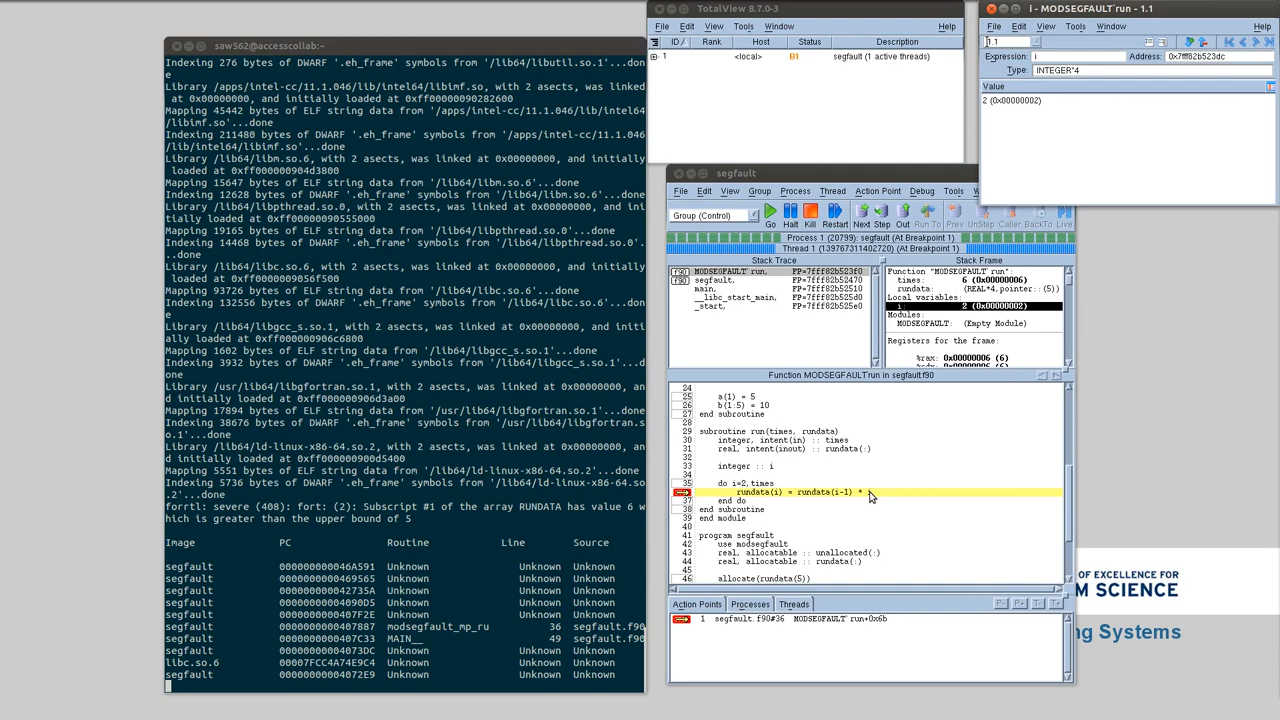 saw562@accesscollab:~
Indexing 276 bytes of DWARF '.eh_frame' symbols from '/lib64/libutil.so.1'...don
e
Library /apps/intel-cc/11.1.046/lib/intel64/libimf.so, with 2 asects, was linked
at 0x00000000, and initially loaded at 0xff00000090282600
Mapping 45442 bytes of ELF string data from '/apps/intel-cc/11.1.046/lib/intel64
/libimf.so'...done
Indexing 211480 bytes of DWARF '.eh_frame' symbols from '/apps/intel-cc/11.1.046
/lib/intel64/libimf.so'...done
Library /lib64/libm.so.6, with 2 asects, was linked at 0x00000000, and initially
loaded at 0xff000000904d3800
Mapping 15647 bytes of ELF string data from '/lib64/libm.so.6'...done
Indexing 12628 bytes of DWARF '.eh_frame' symbols from '/lib64/libm.so.6'...done
Library /lib64/libpthread.so.0, with 2 asects, was linked at 0x00000000, and ini
tially loaded at 0xff00000090555000
Mapping 19165 bytes of ELF string data from '/lib64/libpthread.so.0'...done
Indexing 14468 bytes of DWARF '.eh_frame' symbols from '/lib64/libpthread.so.0'.
..done
Library /lib64/libc.so.6, with 2 asects, was linked at 0x00000000, and initially
loaded at 0xff0000009056f500
Mapping 93726 bytes of ELF string data from '/lib64/libc.so.6'...done
Indexing 132556 bytes of DWARF '.eh_frame' symbols from '/lib64/libc.so.6'...don
e
Library /lib64/libgcc_s.so.1, with 2 asects, was linked at 0x00000000, and initi
ally loaded at 0xff000000906c6800
Mapping 1602 bytes of ELF string data from '/lib64/libgcc_s.so.1'...done
Indexing 3932 bytes of DWARF '.eh_frame' symbols from '/lib64/libgcc_s.so.1'...d
one
Library /usr/lib64/libgfortran.so.1, with 2 asects, was linked at 0x00000000, an
d initially loaded at 0xff000000906d3a00
Mapping 17894 bytes of ELF string data from '/usr/lib64/libgfortran.so.1'...done
Indexing 38676 bytes of DWARF '.eh_frame' symbols from '/usr/lib64/libgfortran.s
o.1'...done
Library /lib64/ld-linux-x86-64.so.2, with 2 asects, was linked at 0x00000000, an
d initially loaded at 0xff000000900d5400
Mapping 5551 bytes of ELF string data from '/lib64/ld-linux-x86-64.so.2'...done
Indexing 5736 bytes of DWARF '.eh_frame' symbols from '/lib64/ld-linux-x86-64.so
.2'...done
forrtl: severe (408): fort: (2): Subscript #1 of the array RUNDATA has value 6 w
hich is greater than the upper bound of 5
Image PC Routine Line Source
segfault 000000000046A591 Unknown Unknown Unknown
segfault 0000000000469565 Unknown Unknown Unknown
segfault 000000000042735A Unknown Unknown Unknown
segfault 00000000004090D5 Unknown Unknown Unknown
segfault 0000000000407F2E Unknown Unknown Unknown
segfault 0000000000407887 modsegfault_mp_ru 36 segfault.f90
segfault 0000000000407C33 MAIN__ 49 segfault.f90
segfault 00000000004073DC Unknown Unknown Unknown
libc.so.6 00007FCC4A74E9C4 Unknown Unknown Unknown
segfault 00000000004072E9 Unknown Unknown Unknown
TotalView 8.7.0-3
File Edit View Tools Window Help
ID / Rank Host Status Description
1 <local> B1 segfault (1 active threads)
i - MODSEGFAULT`run - 1.1
File Edit View Tools Window Help
1.1
Expression: i Address: 0x7fff82b523dc
Type: INTEGER*4
Value
2 (0x00000002)
segfault
File Edit View Group Process Thread Action Point Debug Tools
Group (Control) Go Halt Kill Restart Next Step Out Run To Prev UnStep Caller BackTo Live
Process 1 (20799): segfault (At Breakpoint 1)
Thread 1 (139767311402720) (At Breakpoint 1)
Stack Trace
f90 MODSEGFAULT`run, FP=7fff82b523f0
f90 segfault, FP=7fff82b52470
main, FP=7fff82b52510
__libc_start_main, FP=7fff82b525d0
_start, FP=7fff82b525e0
Stack Frame
Function "MODSEGFAULT`run":
times: 6 (0x00000006)
rundata: (REAL*4,pointer::(5))
Local variables:
i: 2 (0x00000002)
Modules:
MODSEGFAULT: (Empty Module)
Registers for the frame:
%rax: 0x00000006 (6)
Function MODSEGFAULT`run in segfault.f90
24
25 a(1) = 5
26 b(1:5) = 10
27 end subroutine
28
29 subroutine run(times, rundata)
30 integer, intent(in) :: times
31 real, intent(inout) :: rundata(:)
32
33 integer :: i
34
35 do i=2,times
rundata(i) = rundata(i-1) *
37 end do
38 end subroutine
39 end module
40
41 program segfault
42 use modsegfault
43 real, allocatable :: unallocated(:)
44 real, allocatable :: rundata(:)
45
46 allocate(rundata(5))
Action Points Processes Threads P- P+ T- T+
1 segfault.f90#36 MODSEGFAULT`run+0x6b
OF EXCELLENCE FOR
M SCIENCE
ng Systems